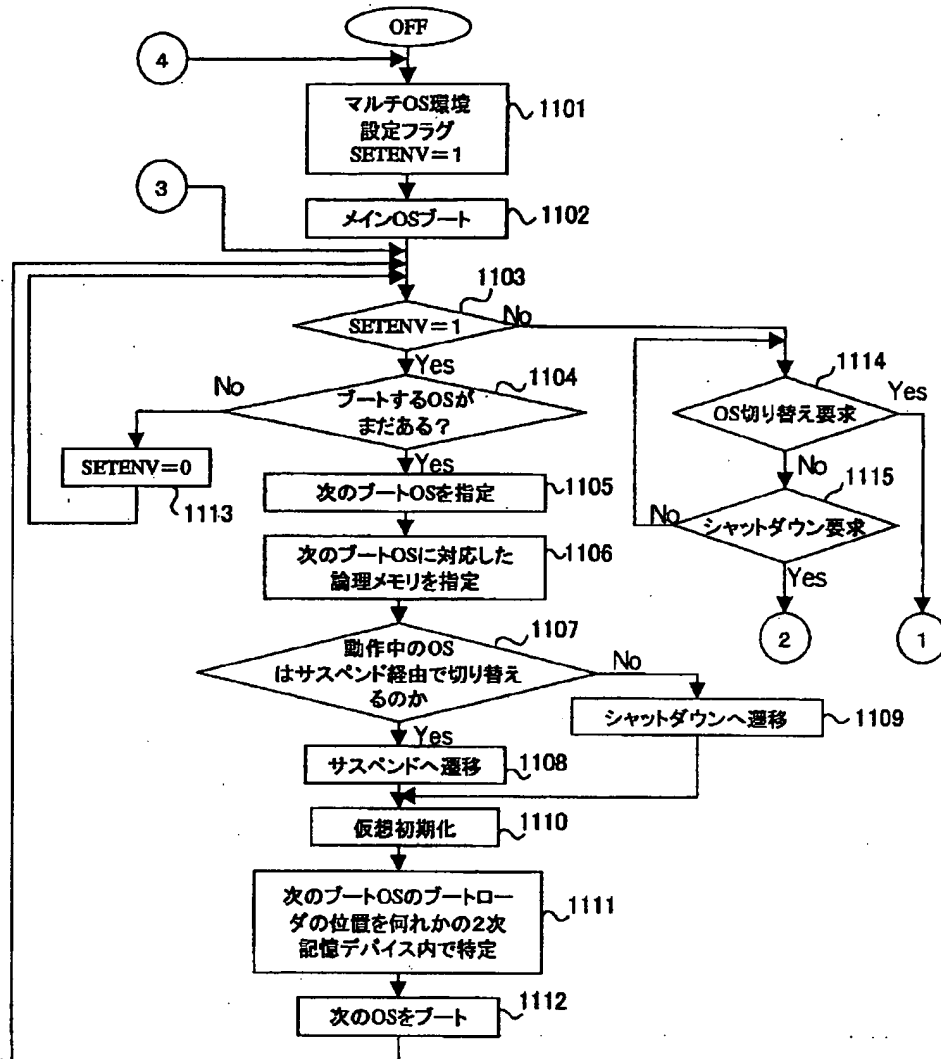 OFF
4
マルチOS環境
設定フラグ
SETENV=1
1101
3
メインOSブート
1102
1103
SETENV=1
No
Yes
1104
No
ブートするOSが
まだある?
1114
OS切り替え要求
Yes
SETENV=0
1113
Yes
次のブートOSを指定
1105
No
1115
No
シャットダウン要求
次のブートOSに対応した
論理メモリを指定
1106
Yes
2
1
1107
動作中のOS
はサスペンド経由で切り替え
るのか
No
シャットダウンへ遷移
1109
Yes
サスペンドへ遷移
1108
仮想初期化
1110
次のブートOSのブートロー
ダの位置を何れかの2次
記憶デバイス内で特定
1111
次のOSをブート
1112